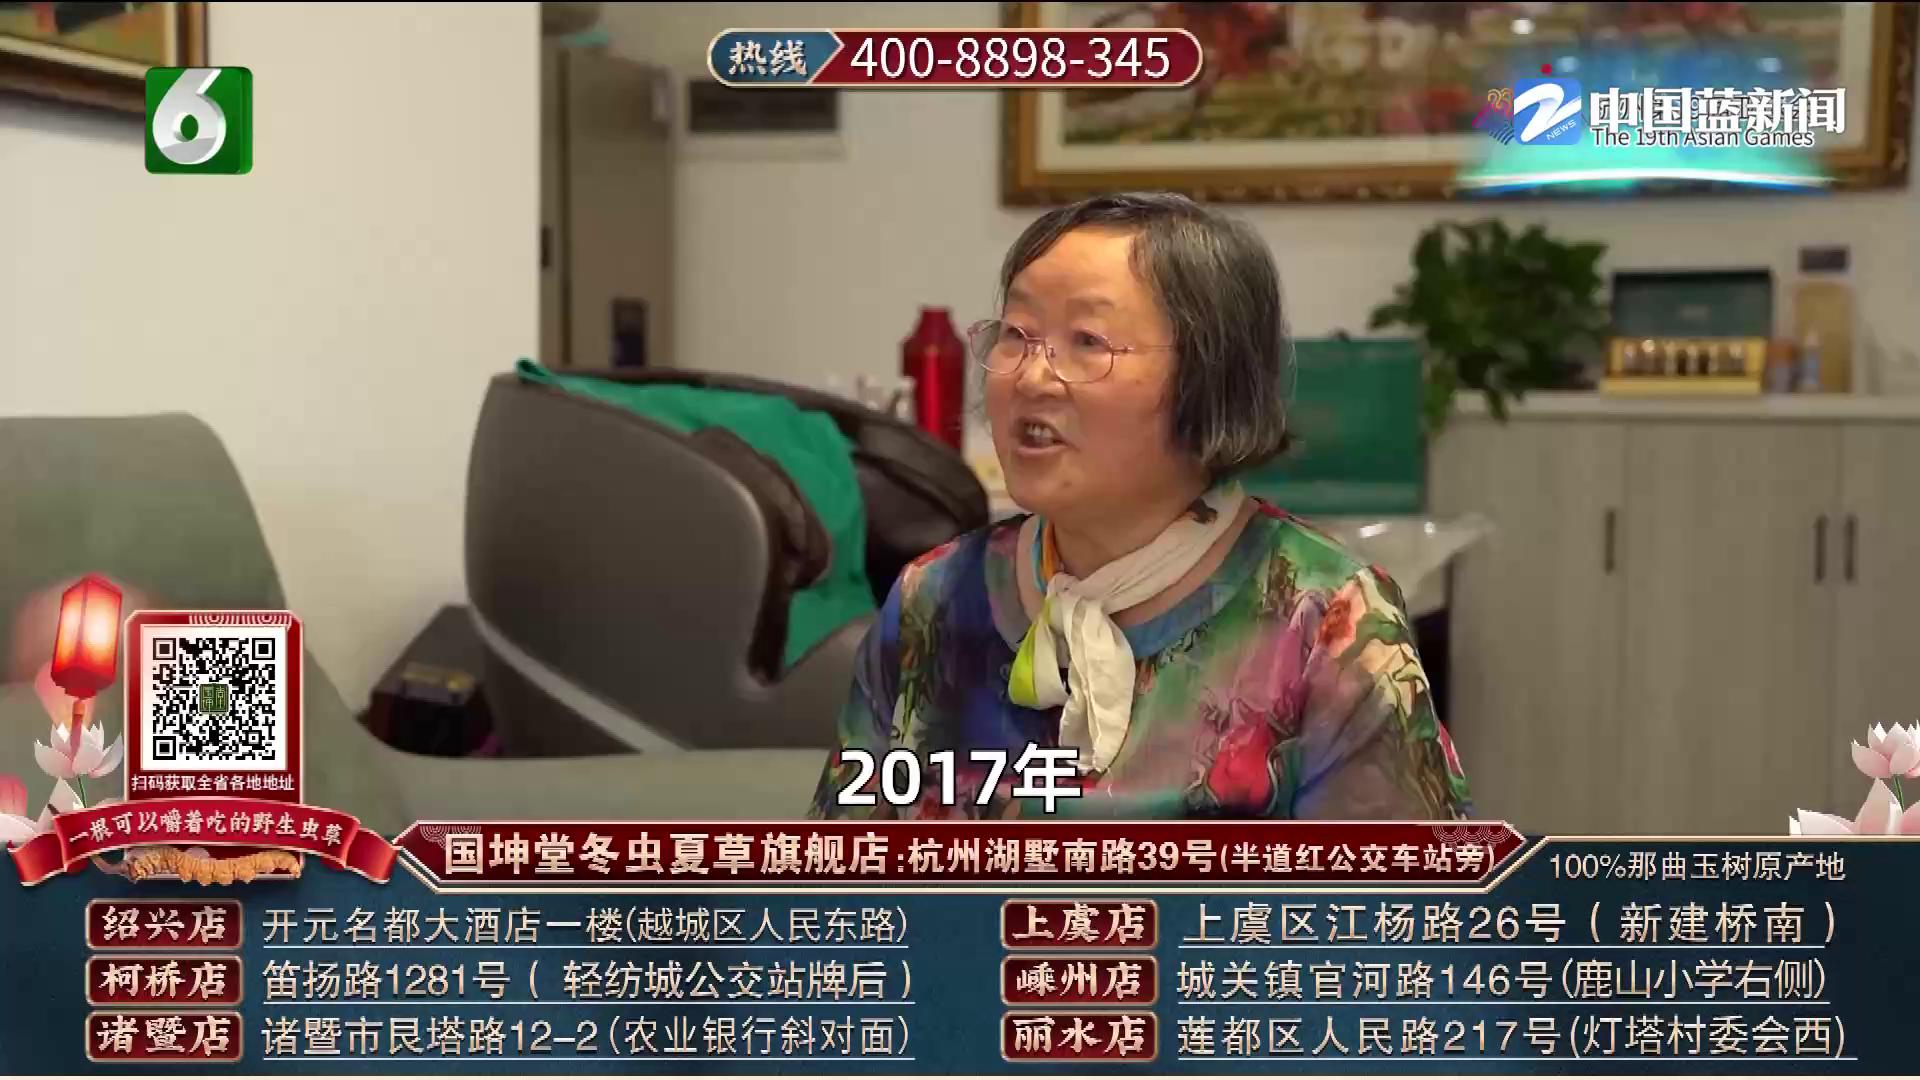 热线 400-8898-345
6
中国蓝新闻
NEWS
The 19th Asian Games
2017年
扫码获取全省各地地址
一根可以嚼着吃的野生虫草
国坤堂冬虫夏草旗舰店:杭州湖墅南路39号(半道红公交车站旁)
100%那曲玉树原产地
绍兴店 开元名都大酒店一楼(越城区人民东路)
上虞店 上虞区江杨路26号(新建桥南)
柯桥店 笛扬路1281号(轻纺城公交站牌后)
嵊州店 城关镇官河路146号(鹿山小学右侧)
诸暨店 诸暨市艮塔路12-2(农业银行斜对面)
丽水店 莲都区人民路217号(灯塔村委会西)